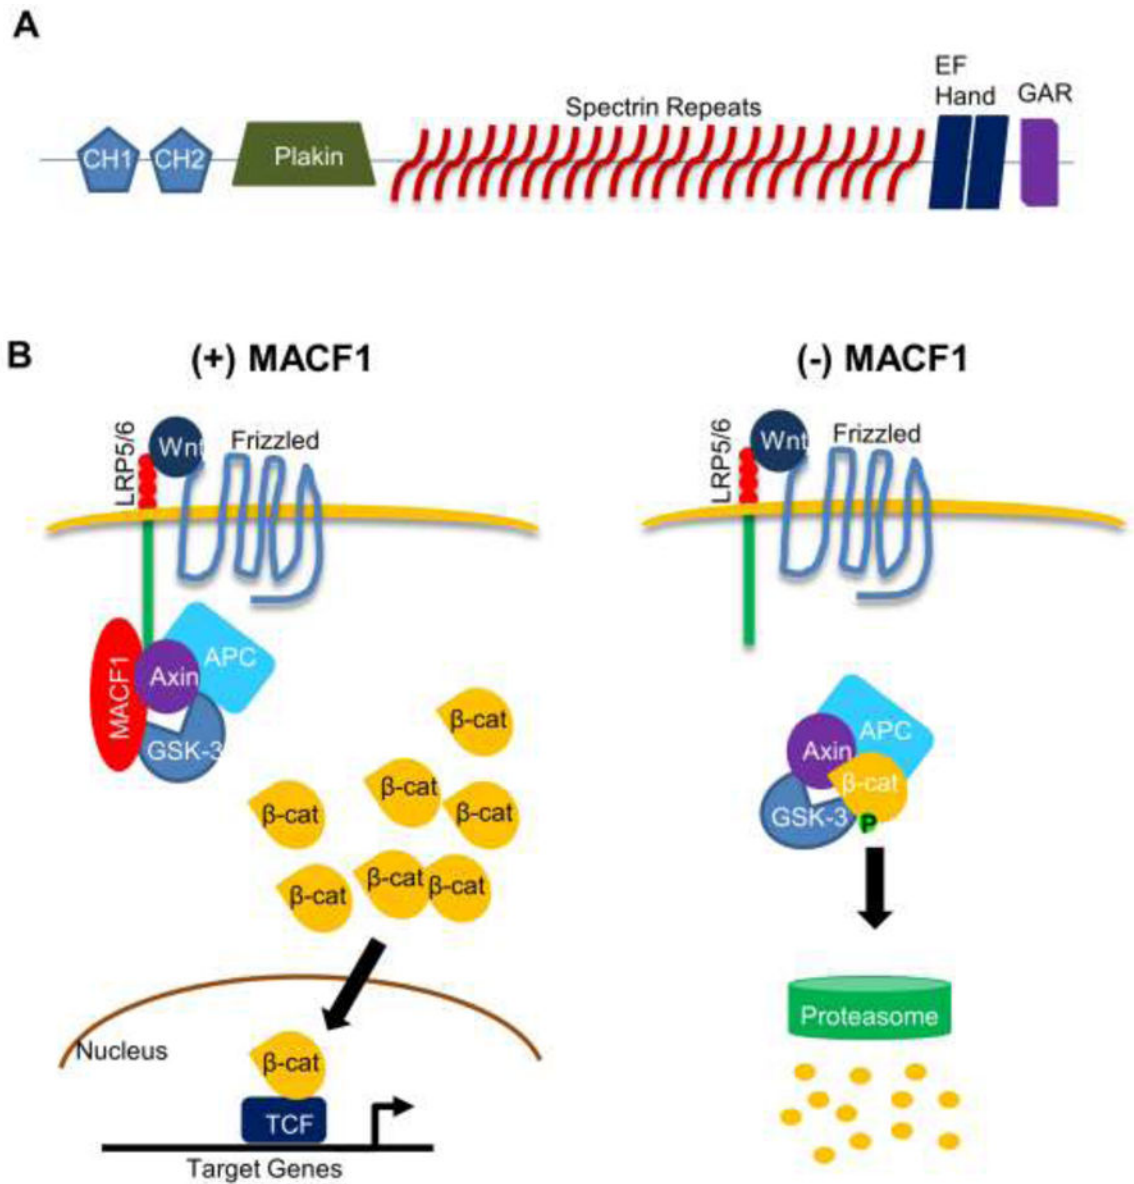 A
EF
Hand
GAR
Spectrin Repeats
CH1
CH2
Plakin
B
(+) MACF1
(-) MACF1
LRP5/6
Wnt
Frizzled
LRP5/6
Wnt
Frizzled
MACF1
Axin
APC
GSK-3
β-cat
β-cat
β-cat
β-cat
β-cat
β-cat
β-cat
Nucleus
β-cat
TCF
Target Genes
APC
Axin
β-cat
GSK-3
P
Proteasome